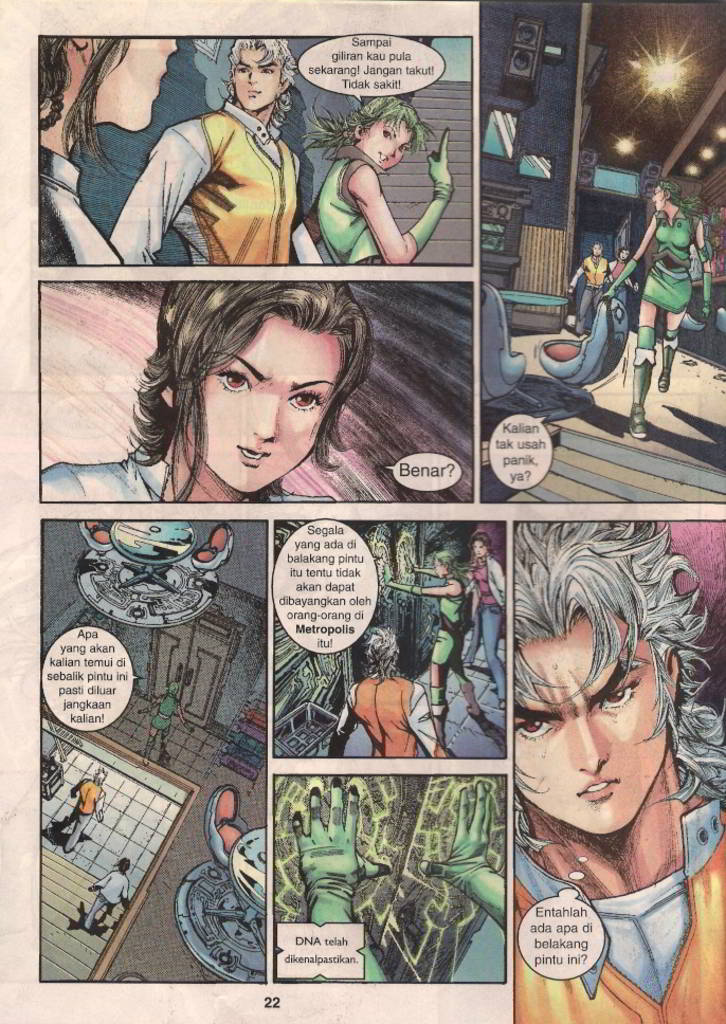 Sampai
giliran kau pula
sekarang! Jangan takut!
Tidak sakit!
Benar?
Kalian
tak usah
panik,
ya?
Apa
yang akan
kalian temui di
sebalik pintu ini
pasti diluar
jangkaan
kalian!
Segala
yang ada di
balakang pintu
itu tentu tidak
akan dapat
dibayangkan oleh
orang-orang di
Metropolis
itu!
DNA telah
dikenalpastikan.
Entahlah
ada apa di
belakang
pintu ini?
22